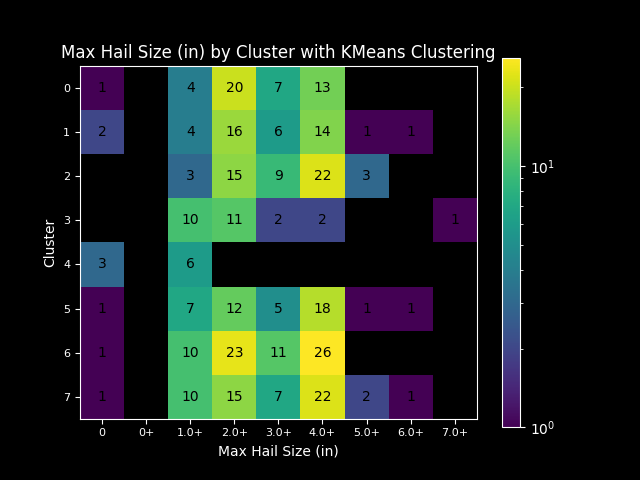 Max Hail Size (in) by Cluster with KMeans Clustering
0 1 4 20 7 13
1 2 4 16 6 14 1 1
2 3 15 9 22 3
3 10 11 2 2 1
4 3 6
5 1 7 12 5 18 1 1
6 1 10 23 11 26
7 1 10 15 7 22 2 1
0 0+ 1.0+ 2.0+ 3.0+ 4.0+ 5.0+ 6.0+ 7.0+
Max Hail Size (in)
Cluster
10¹
10⁰